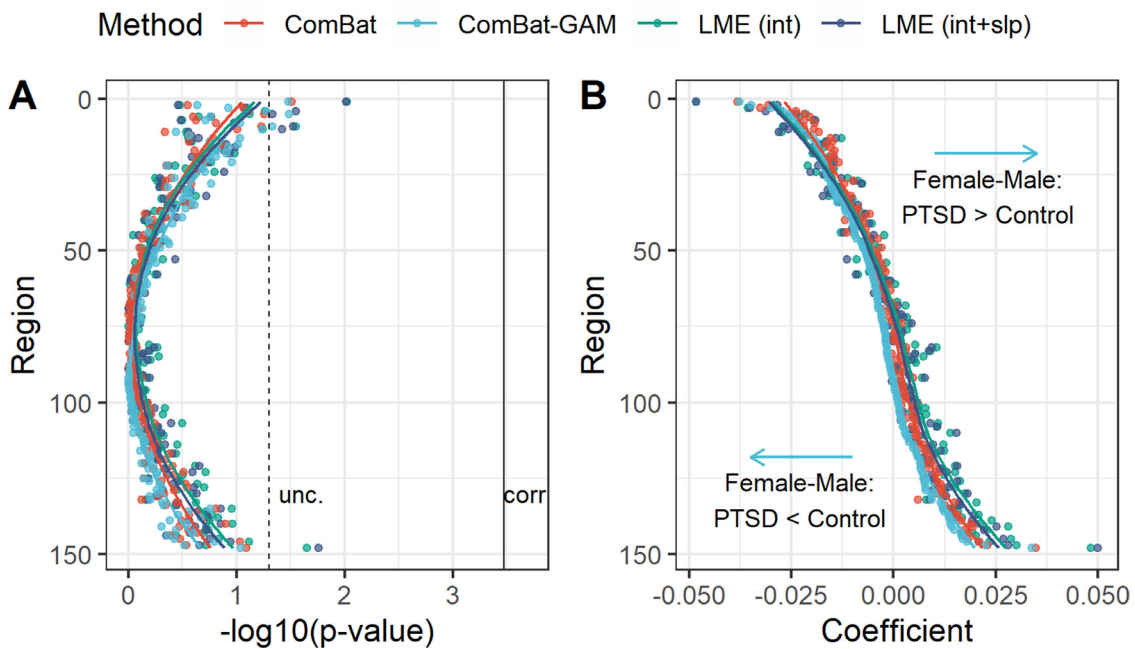 Method ComBat ComBat-GAM LME (int) LME (int+slp)
A
0
50
100
150
Region
unc.
corr
0 1 2 3
-log10(p-value)
B
0
50
100
150
Region
Female-Male:
PTSD > Control
Female-Male:
PTSD < Control
-0.050 -0.025 0.000 0.025 0.050
Coefficient